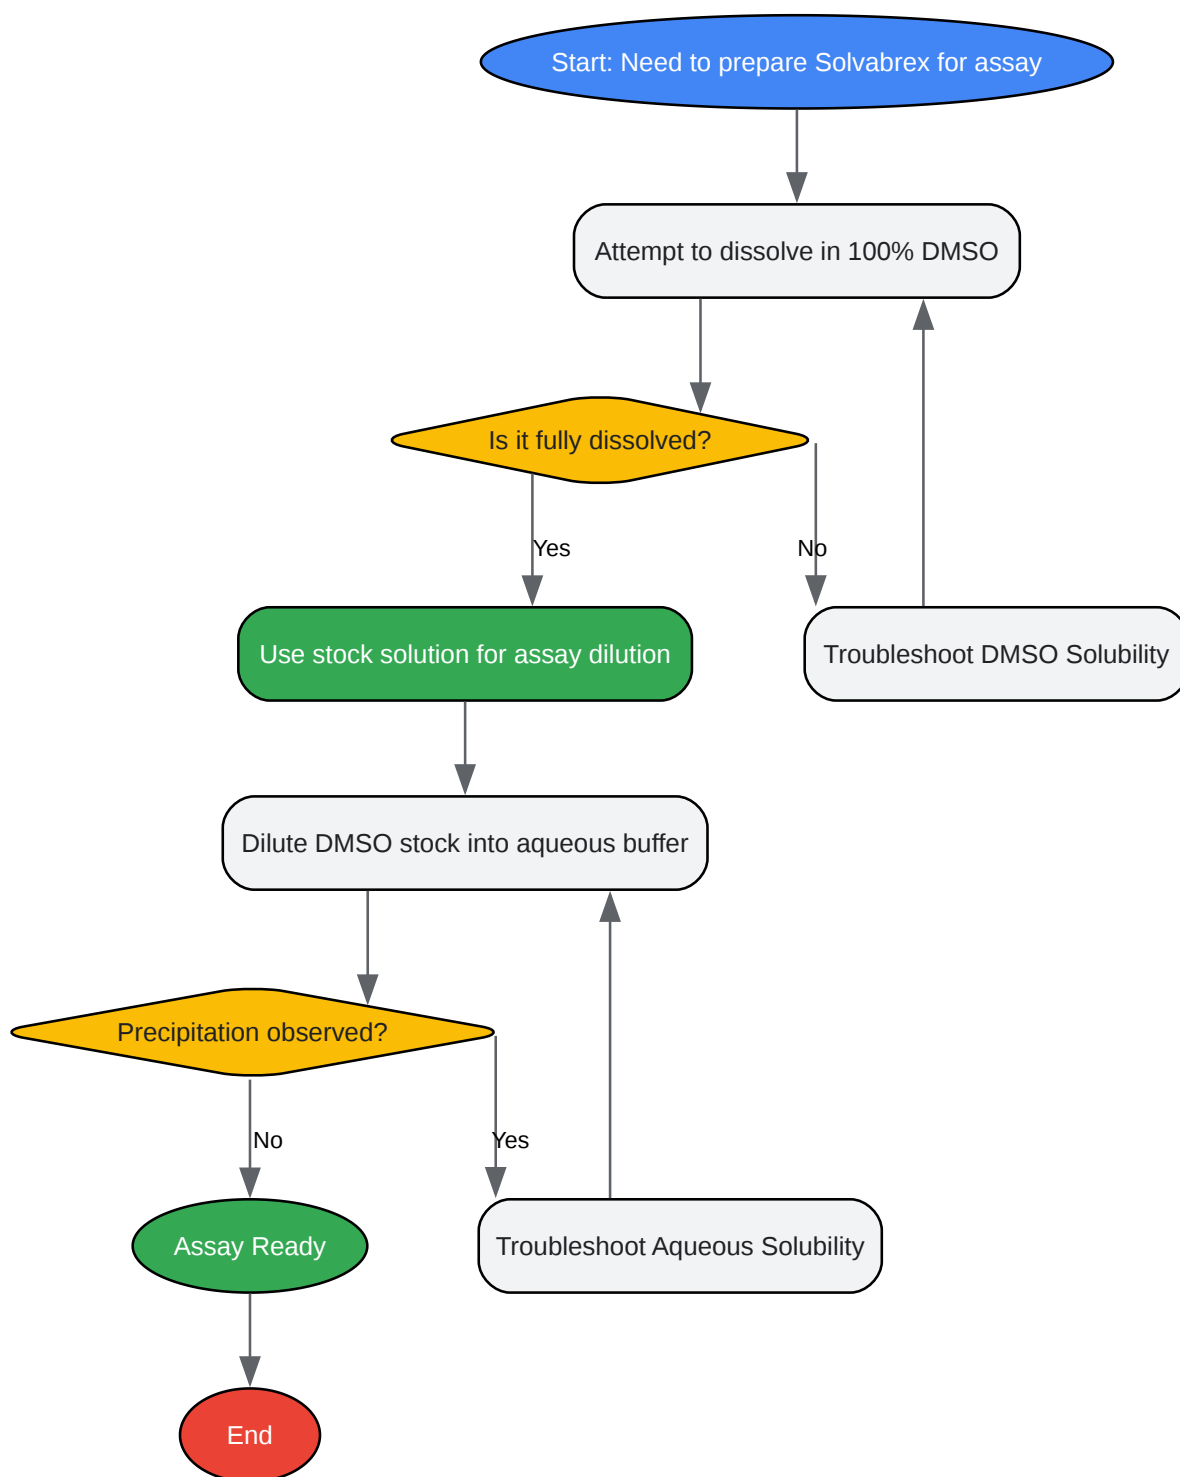 Start: Need to prepare Solvabrex for assay
Attempt to dissolve in 100% DMSO
Is it fully dissolved?
Yes
No
Use stock solution for assay dilution
Troubleshoot DMSO Solubility
Dilute DMSO stock into aqueous buffer
Precipitation observed?
No
Yes
Assay Ready
Troubleshoot Aqueous Solubility
End